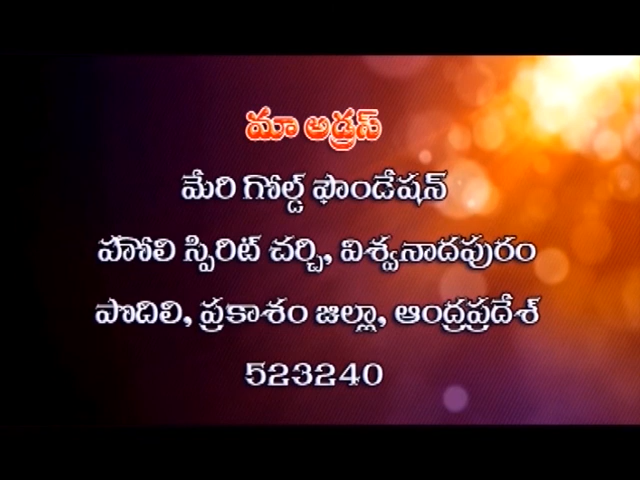 మా అడ్రస్
మేరి గోల్డ్ ఫౌండేషన్
హోలి స్పిరిట్ చర్చి, విశ్వనాదపురం
పొదిలి, ప్రకాశం జిల్లా, ఆంద్రప్రదేశ్
523240